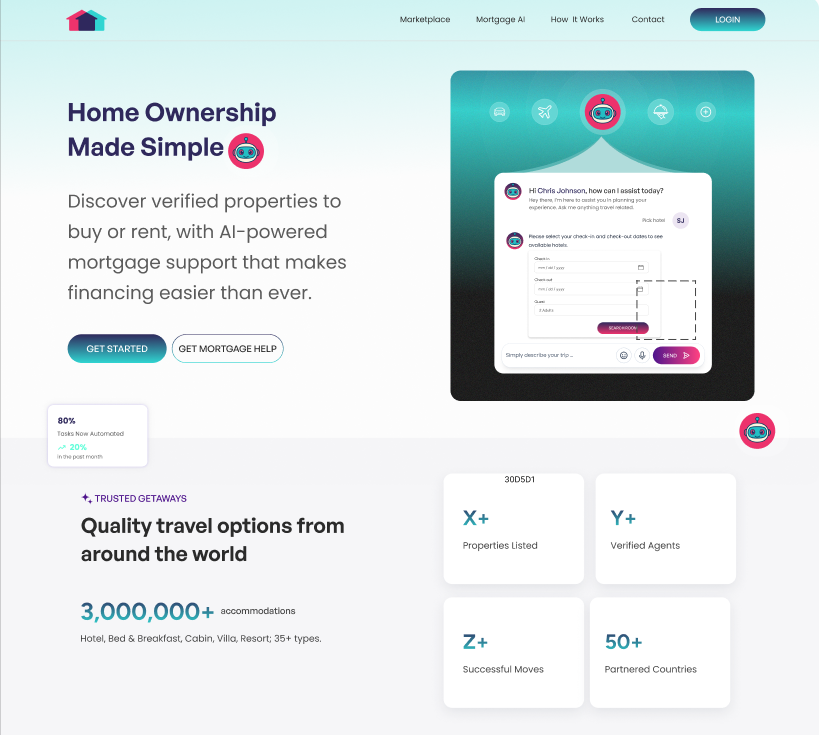 Marketplace
Mortgage AI
How It Works
Contact
LOGIN
Home Ownership
Made Simple
Discover verified properties to
buy or rent, with AI-powered
mortgage support that makes
financing easier than ever.
GET STARTED
GET MORTGAGE HELP
Hi Chris Johnson, how can I assist today?
Hey there, I'm here to assist you in planning your
experience. Ask me anything travel related.
Pick hotel
SJ
Please select your check-in and check-out dates to see
available hotels.
Check in
mm / dd / yyyy
Check out
mm / dd / yyyy
Guest
2 Adults
SEARCH ROOM
Simply describe your trip ...
SEND
80%
Tasks Now Automated
20%
In the past month
TRUSTED GETAWAYS
Quality travel options from
around the world
3,000,000+ accommodations
Hotel, Bed & Breakfast, Cabin, Villa, Resort; 35+ types.
30D5D1
X+
Properties Listed
Y+
Verified Agents
Z+
Successful Moves
50+
Partnered Countries